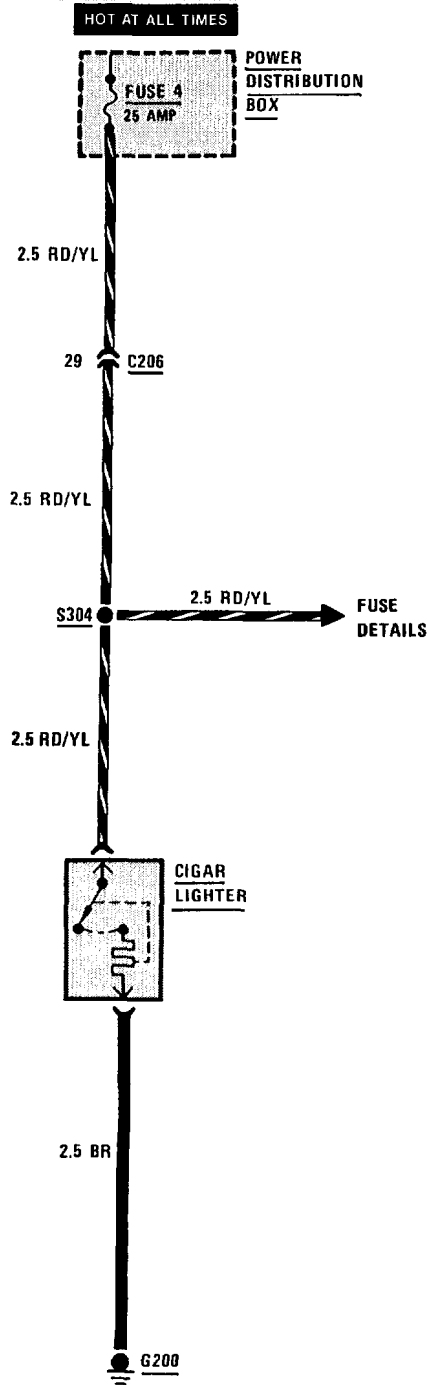 HOT AT ALL TIMES
POWER
DISTRIBUTION
BOX
FUSE 4
25 AMP
2.5 RD/YL
29
C206
2.5 RD/YL
2.5 RD/YL
S304
FUSE
DETAILS
2.5 RD/YL
CIGAR
LIGHTER
2.5 BR
G200